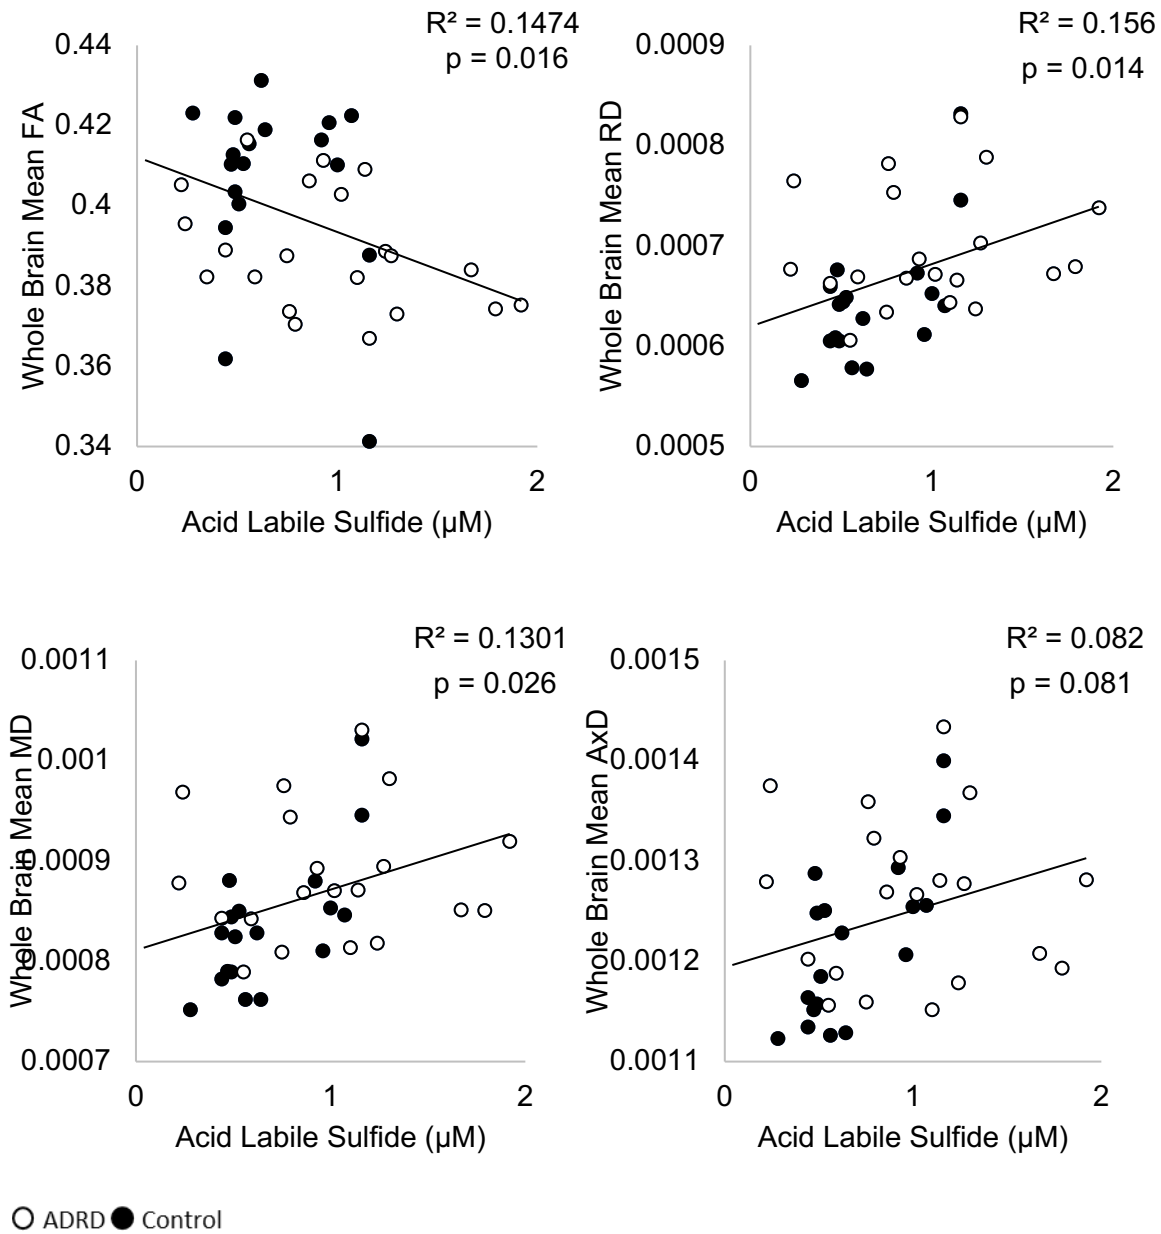 R² = 0.1474
p = 0.016
Whole Brain Mean FA
0.44
0.42
0.4
0.38
0.36
0.34
0 1 2
Acid Labile Sulfide (μM)
R² = 0.156
p = 0.014
Whole Brain Mean RD
0.0009
0.0008
0.0007
0.0006
0.0005
0 1 2
Acid Labile Sulfide (μM)
R² = 0.1301
p = 0.026
Whole Brain Mean MD
0.0011
0.001
0.0009
0.0008
0.0007
0 1 2
Acid Labile Sulfide (μM)
R² = 0.082
p = 0.081
Whole Brain Mean AxD
0.0015
0.0014
0.0013
0.0012
0.0011
0 1 2
Acid Labile Sulfide (μM)
ADRD Control